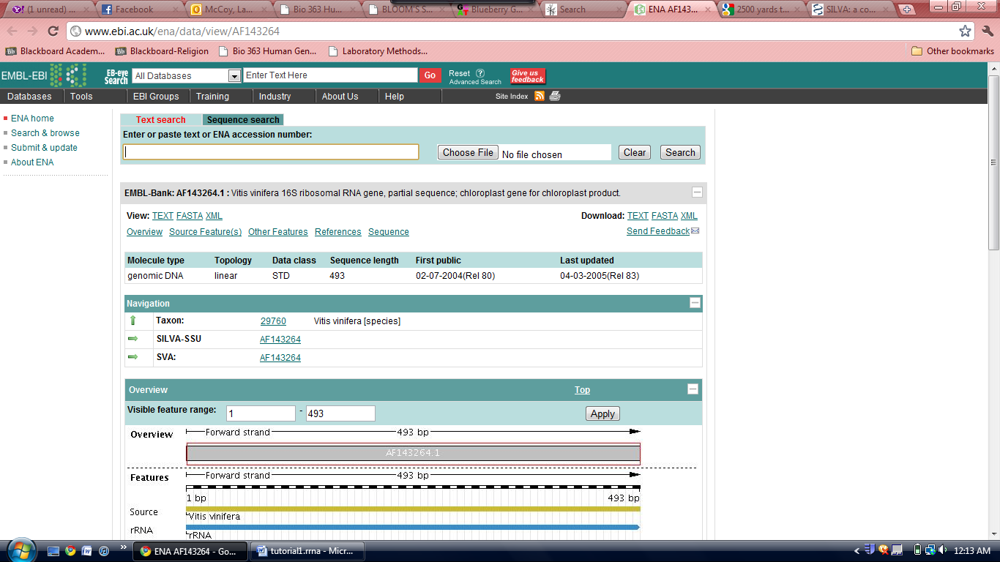 (1 unread) ...
Facebook
McCoy, La...
Bio 363 Hu...
BLOOM'S S...
Blueberry G...
Search
ENA AF143...
2500 yards t...
SILVA: a co...
www.ebi.ac.uk/ena/data/view/AF143264
Blackboard Academ... Blackboard-Religion Bio 363 Human Gen... Laboratory Methods... Other bookmarks
EMBL-EBI EB-eye Search All Databases Enter Text Here Go Reset ? Advanced Search Give us feedback
Databases Tools EBI Groups Training Industry About Us Help Site Index
ENA home
Search & browse
Submit & update
About ENA
Text search Sequence search
Enter or paste text or ENA accession number:
Choose File No file chosen Clear Search
EMBL-Bank: AF143264.1 : Vitis vinifera 16S ribosomal RNA gene, partial sequence; chloroplast gene for chloroplast product.
View: TEXT FASTA XML Download: TEXT FASTA XML
Overview Source Feature(s) Other Features References Sequence Send Feedback
Molecule type Topology Data class Sequence length First public Last updated
genomic DNA linear STD 493 02-07-2004(Rel 80) 04-03-2005(Rel 83)
Navigation
Taxon: 29760 Vitis vinifera [species]
SILVA-SSU AF143264
SVA: AF143264
Overview Top
Visible feature range: 1 - 493 Apply
Overview Forward strand 493 bp
AF143264.1
Features Forward strand 493 bp
1 bp 493 bp
Source
Vitis vinifera
rRNA
rRNA
ENA AF143264 - Go... tutorial1.rrna - Micr... 12:13 AM